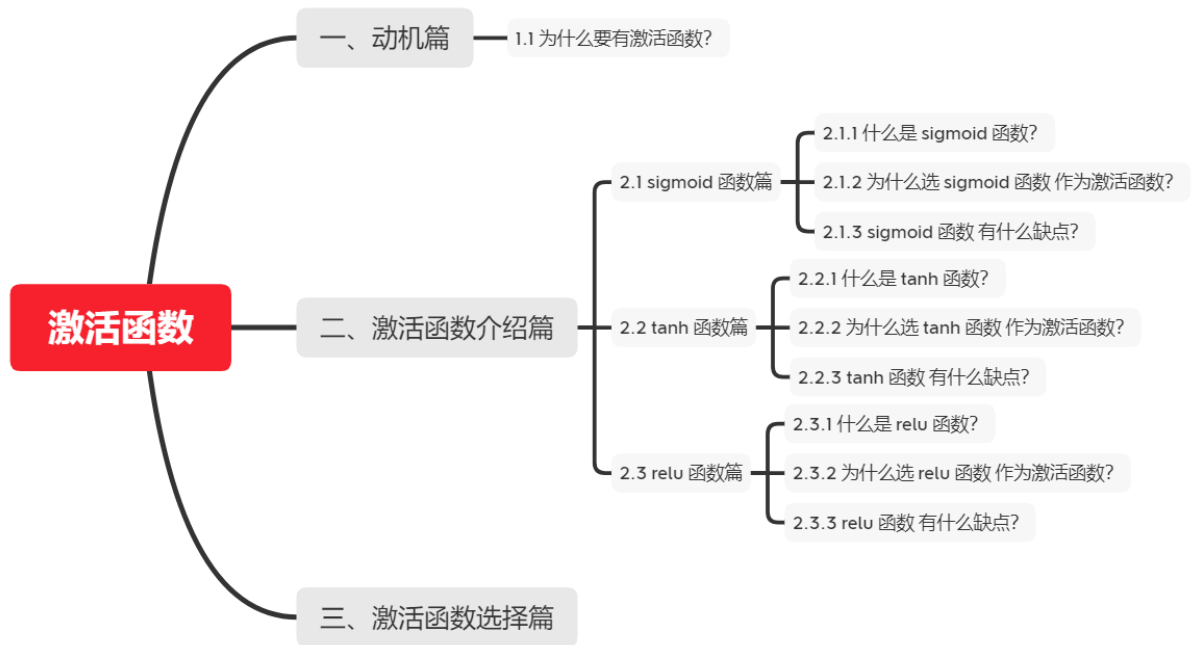 激活函数
一、动机篇
1.1 为什么要有激活函数?
二、激活函数介绍篇
2.1 sigmoid 函数篇
2.1.1 什么是 sigmoid 函数?
2.1.2 为什么选 sigmoid 函数 作为激活函数?
2.1.3 sigmoid 函数 有什么缺点?
2.2 tanh 函数篇
2.2.1 什么是 tanh 函数?
2.2.2 为什么选 tanh 函数 作为激活函数?
2.2.3 tanh 函数 有什么缺点?
2.3 relu 函数篇
2.3.1 什么是 relu 函数?
2.3.2 为什么选 relu 函数 作为激活函数?
2.3.3 relu 函数 有什么缺点?
三、激活函数选择篇